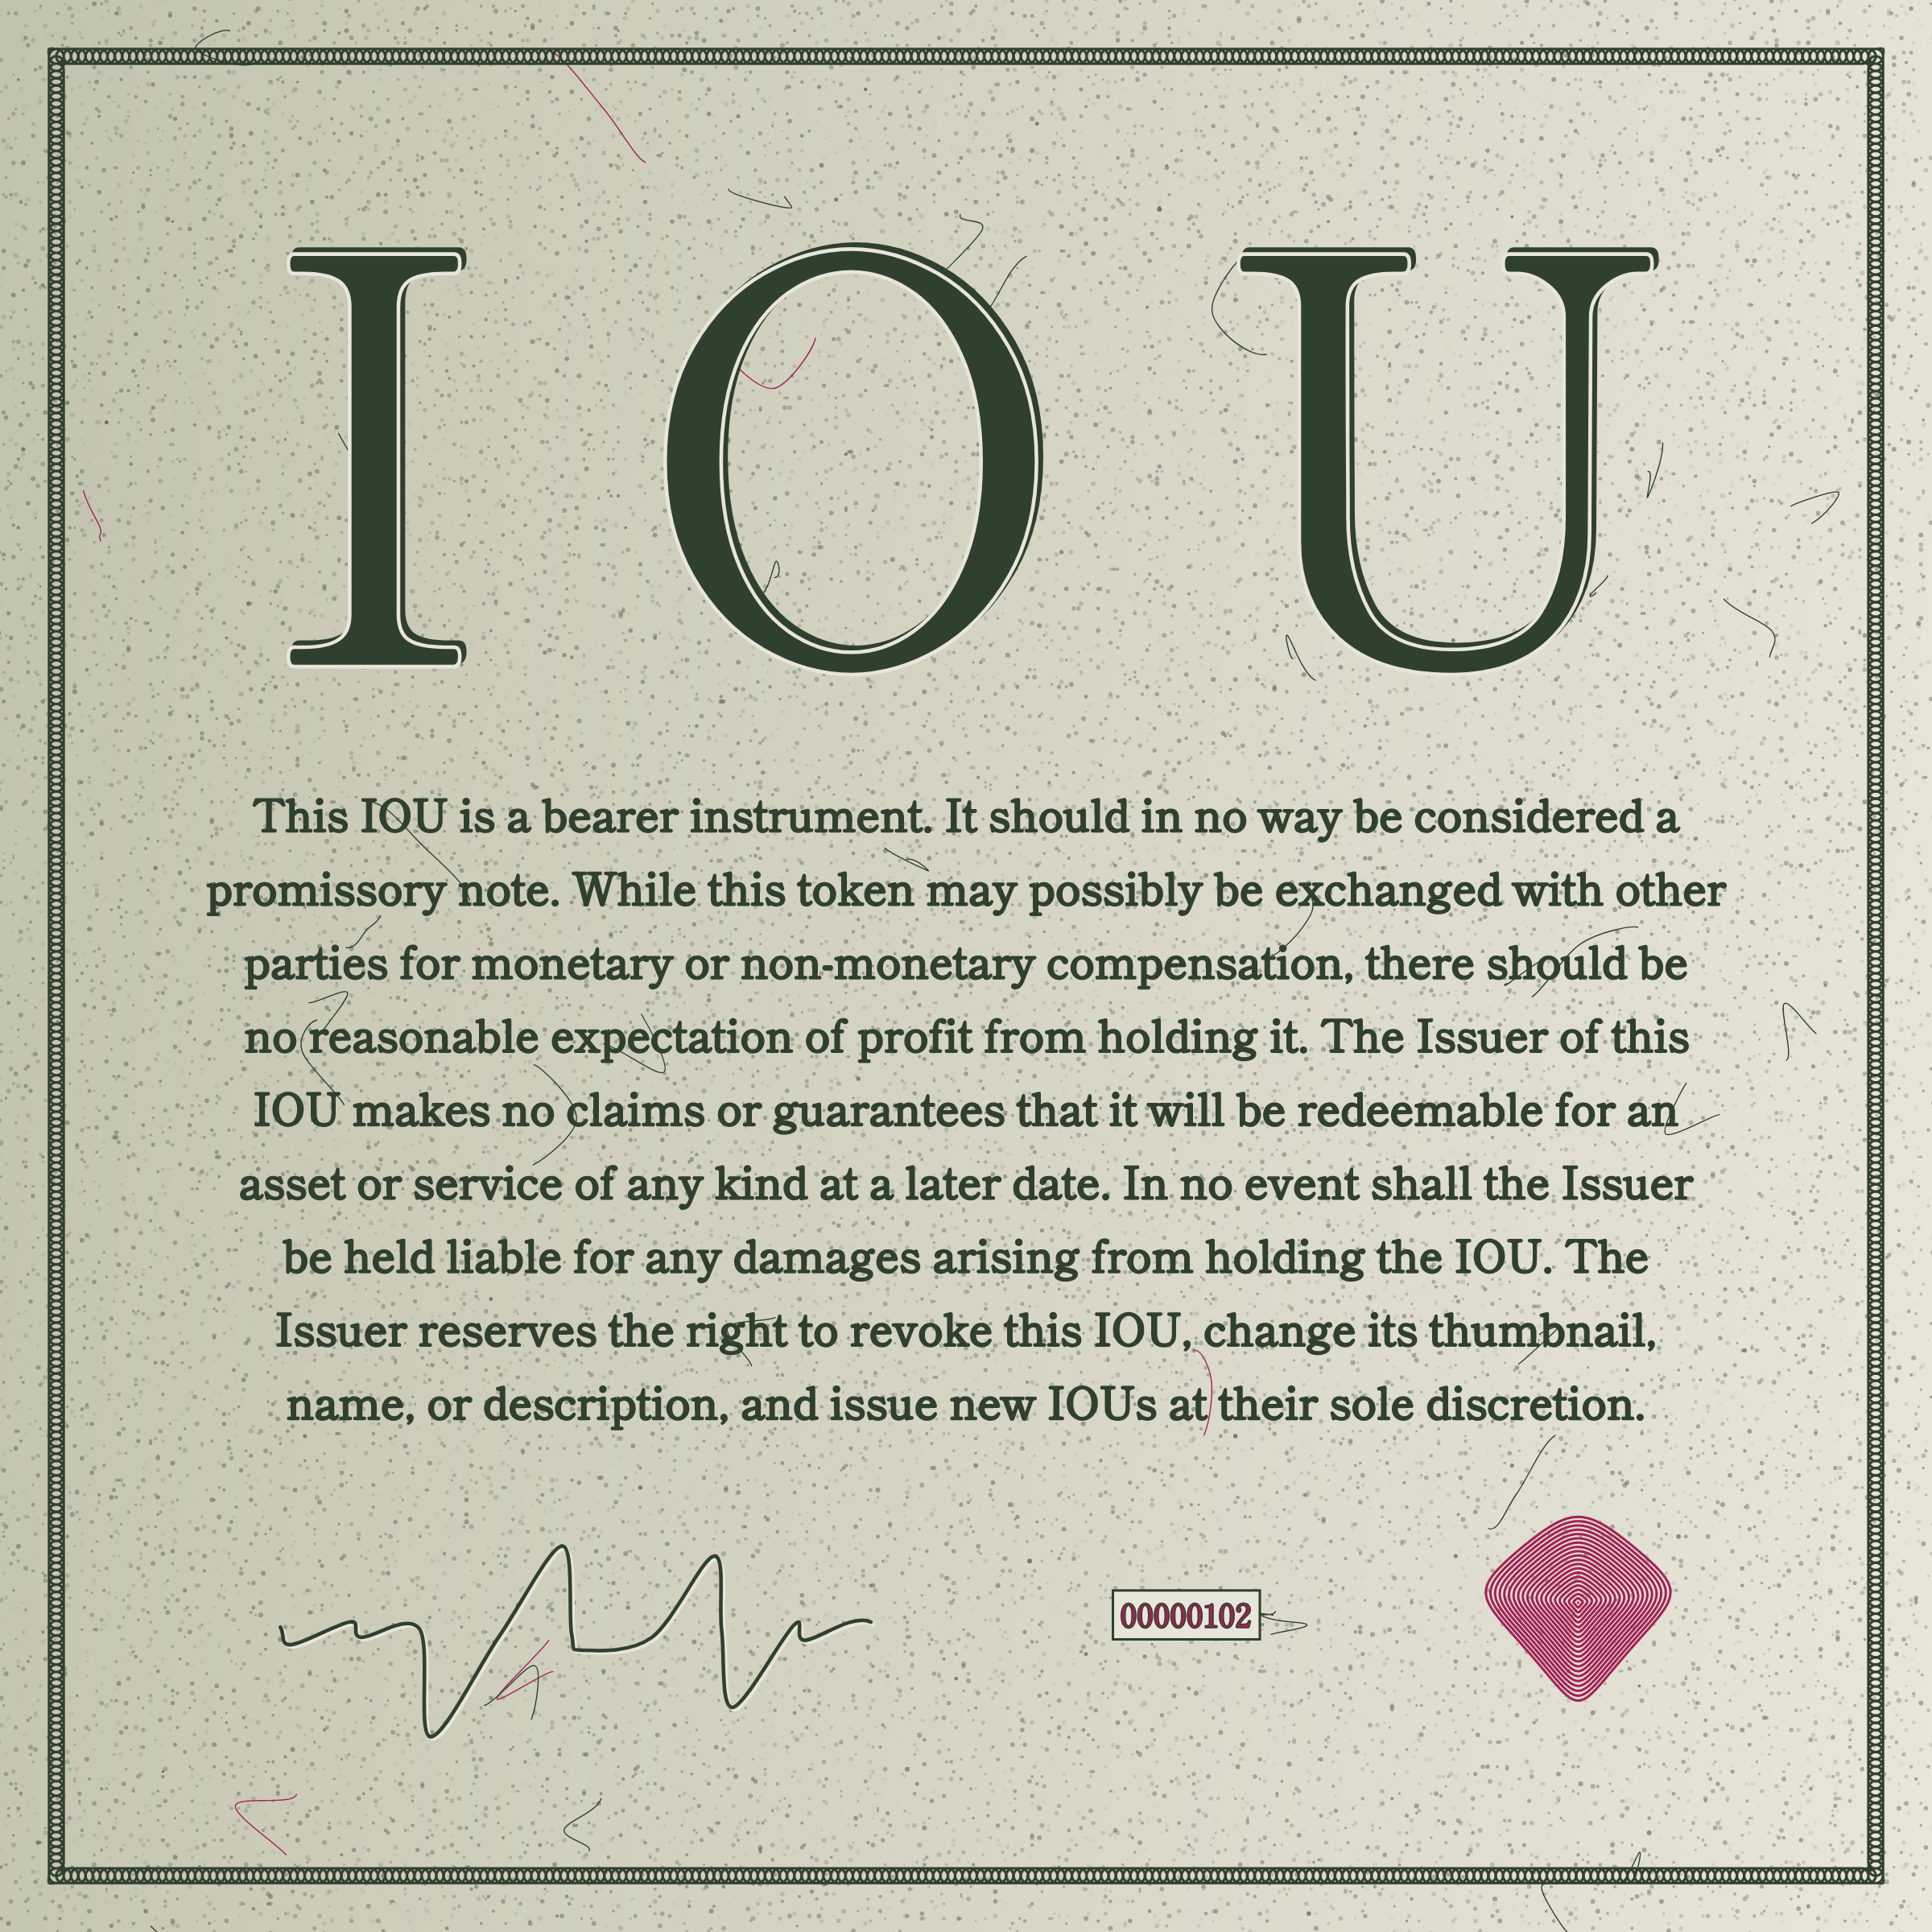 I O U
This IOU is a bearer instrument. It should in no way be considered a
promissory note. While this token may possibly be exchanged with other
parties for monetary or non-monetary compensation, there should be
no reasonable expectation of profit from holding it. The Issuer of this
IOU makes no claims or guarantees that it will be redeemable for an
asset or service of any kind at a later date. In no event shall the Issuer
be held liable for any damages arising from holding the IOU. The
Issuer reserves the right to revoke this IOU, change its thumbnail,
name, or description, and issue new IOUs at their sole discretion.
00000102